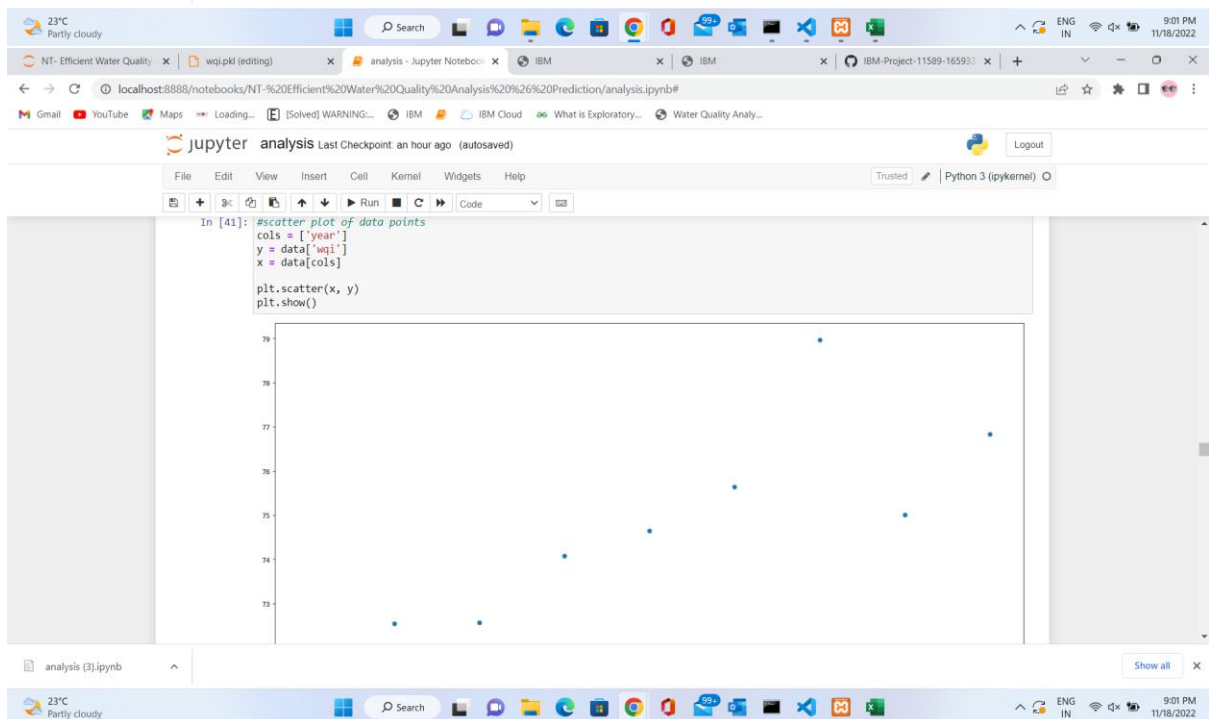 23°C
Partly cloudy
Search
99+
ENG
IN
9:01 PM
11/18/2022
NT- Efficient Water Quality
wqi.pkl (editing)
analysis - Jupyter Notebook
IBM
IBM
IBM-Project-11589-165933
localhost:8888/notebooks/NT-%20Efficient%20Water%20Quality%20Analysis%20%26%20Prediction/analysis.ipynb#
Gmail YouTube Maps Loading... [Solved] WARNING:... IBM IBM Cloud What is Exploratory... Water Quality Analy...
jupyter analysis Last Checkpoint: an hour ago (autosaved)
Logout
File Edit View Insert Cell Kernel Widgets Help
Trusted
Python 3 (ipykernel)
Run
Code
In [41]: #scatter plot of data points
cols = ['year']
y = data['wqi']
x = data[cols]
plt.scatter(x, y)
plt.show()
79
78
77
76
75
74
73
analysis (3).ipynb
Show all
23°C
Partly cloudy
Search
99+
ENG
IN
9:01 PM
11/18/2022